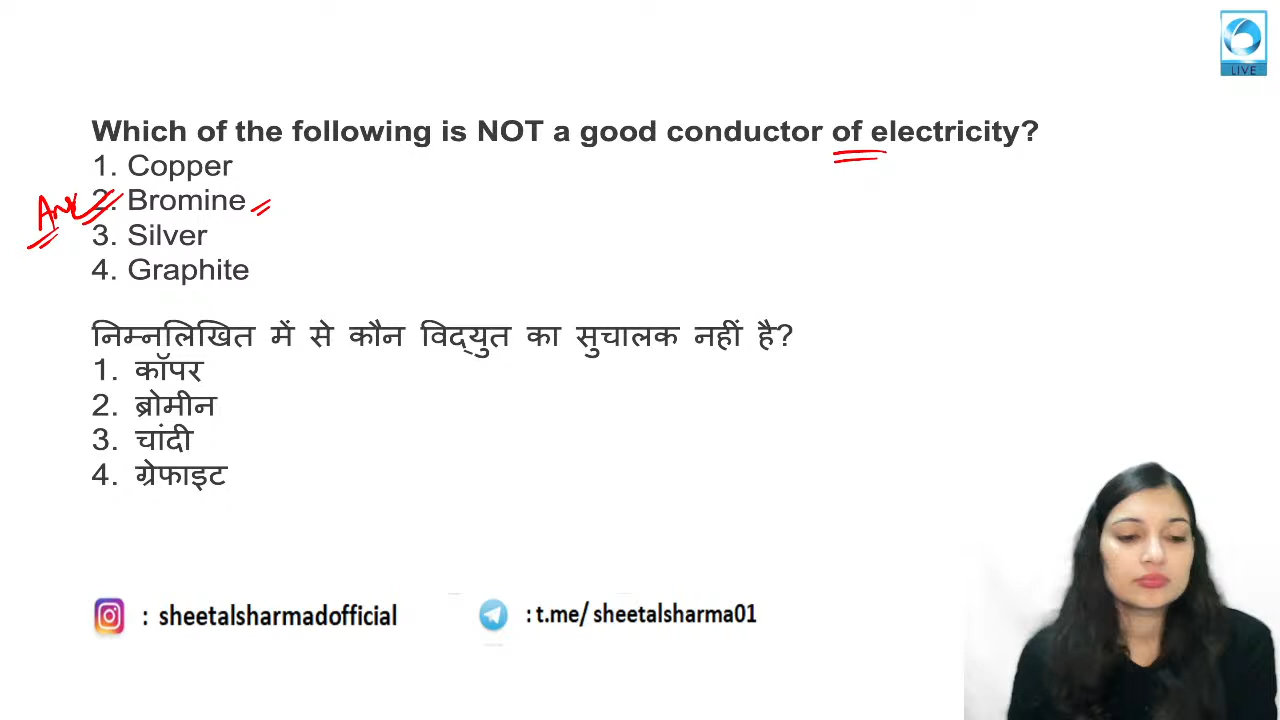 LIVE
Which of the following is NOT a good conductor of electricity?
1. Copper
Ans 2. Bromine
3. Silver
4. Graphite
निम्नलिखित में से कौन विद्युत का सुचालक नहीं है?
1. कॉपर
2. ब्रोमीन
3. चांदी
4. ग्रेफाइट
: sheetalsharmadofficial : t.me/ sheetalsharma01